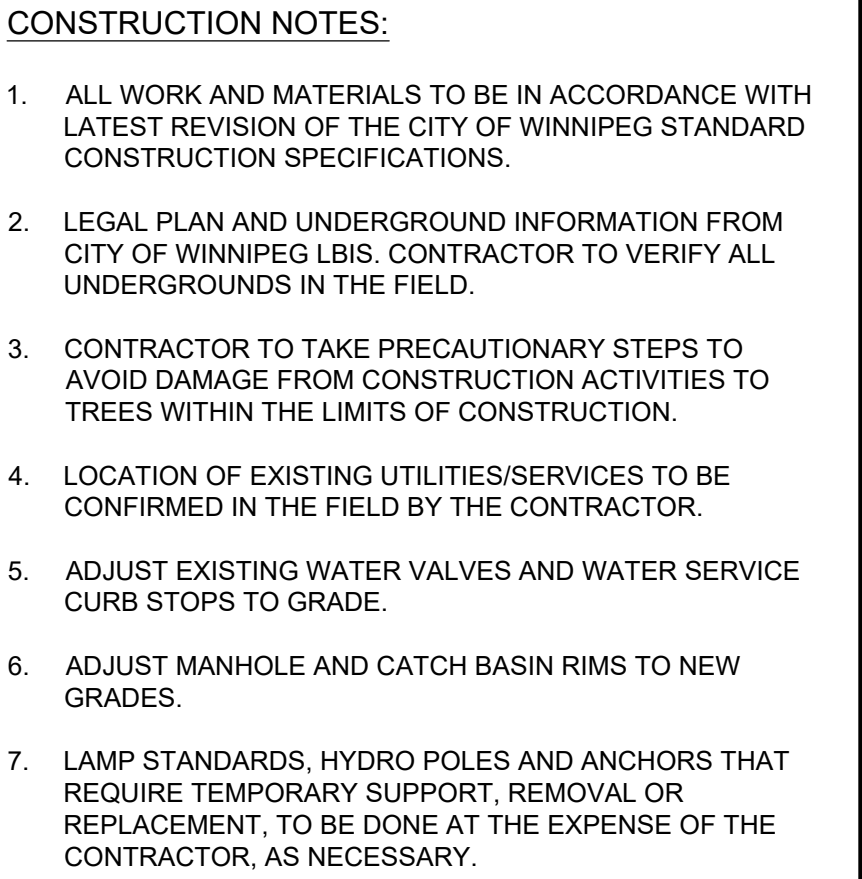 CONSTRUCTION NOTES:
1. ALL WORK AND MATERIALS TO BE IN ACCORDANCE WITH
LATEST REVISION OF THE CITY OF WINNIPEG STANDARD
CONSTRUCTION SPECIFICATIONS.
2. LEGAL PLAN AND UNDERGROUND INFORMATION FROM
CITY OF WINNIPEG LBIS. CONTRACTOR TO VERIFY ALL
UNDERGROUNDS IN THE FIELD.
3. CONTRACTOR TO TAKE PRECAUTIONARY STEPS TO
AVOID DAMAGE FROM CONSTRUCTION ACTIVITIES TO
TREES WITHIN THE LIMITS OF CONSTRUCTION.
4. LOCATION OF EXISTING UTILITIES/SERVICES TO BE
CONFIRMED IN THE FIELD BY THE CONTRACTOR.
5. ADJUST EXISTING WATER VALVES AND WATER SERVICE
CURB STOPS TO GRADE.
6. ADJUST MANHOLE AND CATCH BASIN RIMS TO NEW
GRADES.
7. LAMP STANDARDS, HYDRO POLES AND ANCHORS THAT
REQUIRE TEMPORARY SUPPORT, REMOVAL OR
REPLACEMENT, TO BE DONE AT THE EXPENSE OF THE
CONTRACTOR, AS NECESSARY.